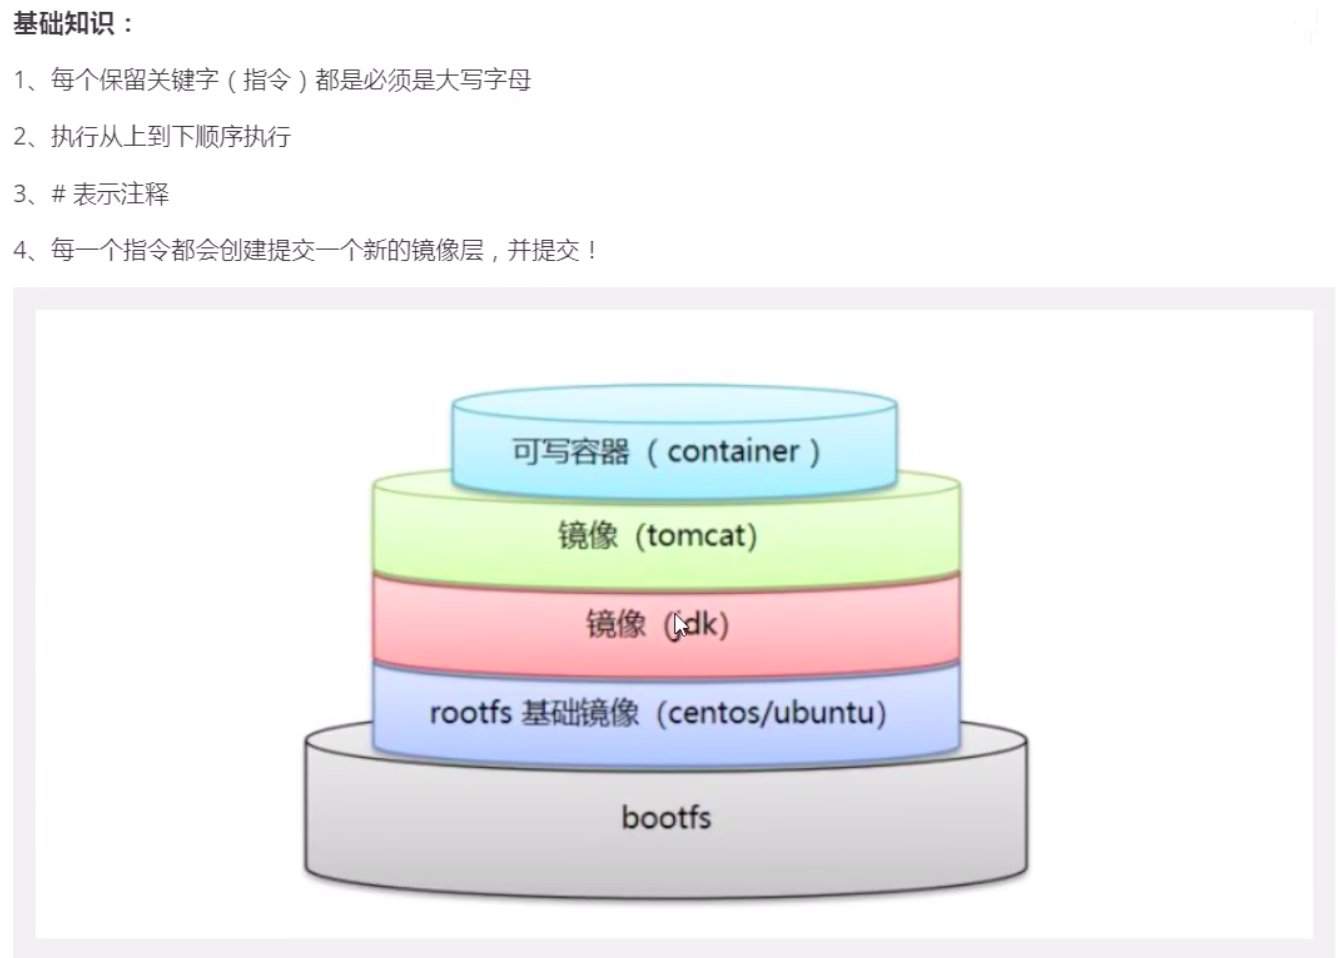 基础知识：
1、每个保留关键字（指令）都是必须是大写字母
2、执行从上到下顺序执行
3、# 表示注释
4、每一个指令都会创建提交一个新的镜像层，并提交！
可写容器（container）
镜像（tomcat）
镜像（jdk）
rootfs 基础镜像（centos/ubuntu）
bootfs